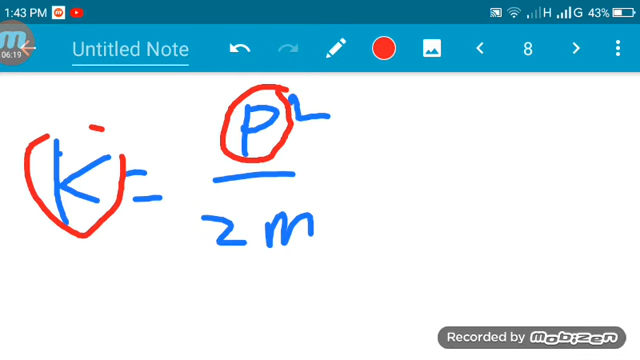 1:43 PM H G 43%
06:19
Untitled Note 8
K = P²
2m
Recorded by
mobizen